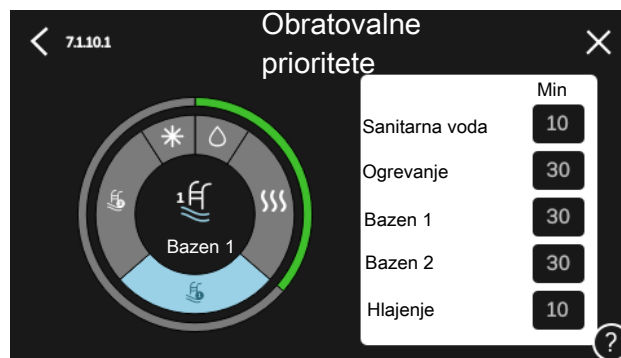 7.1.10.1
Obratovalne
prioritete
Min
Sanitarna voda 10
Ogrevanje 30
Bazen 1 30
Bazen 2 30
Hlajenje 10
1
Bazen 1
?